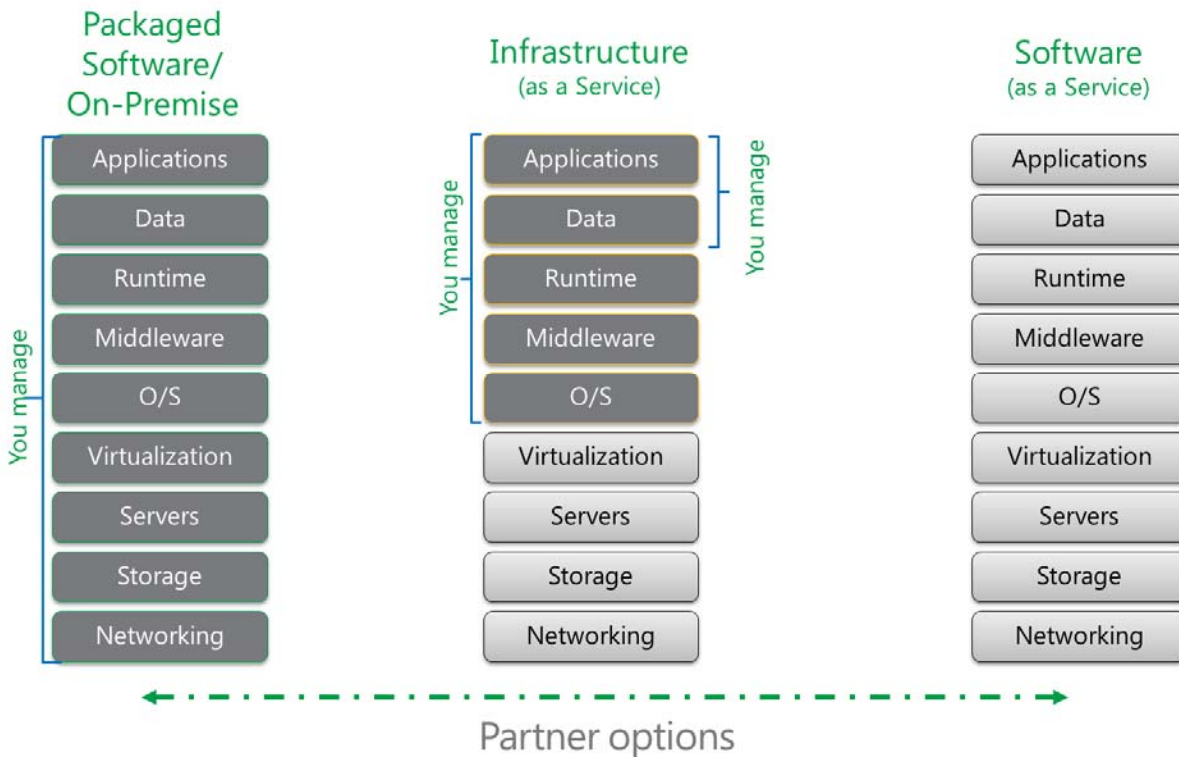 Packaged
Software/
On-Premise
You manage
Applications
Data
Runtime
Middleware
O/S
Virtualization
Servers
Storage
Networking
Infrastructure
(as a Service)
You manage
Applications
Data
Runtime
Middleware
O/S
Virtualization
Servers
Storage
Networking
You manage
Software
(as a Service)
Applications
Data
Runtime
Middleware
O/S
Virtualization
Servers
Storage
Networking
Partner options